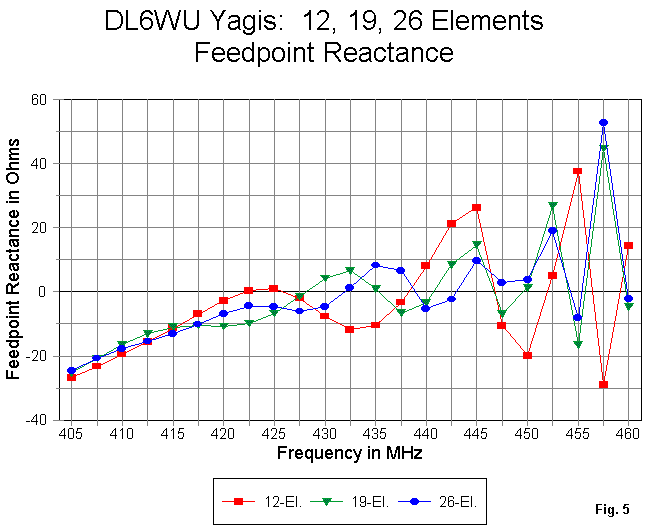 DL6WU Yagis:  12, 19, 26 Elements
Feedpoint Reactance
Feedpoint Reactance in Ohms
60
40
20
0
-20
-40
405 410 415 420 425 430 435 440 445 450 455 460
Frequency in MHz
12-El. 19-El. 26-El.
Fig. 5